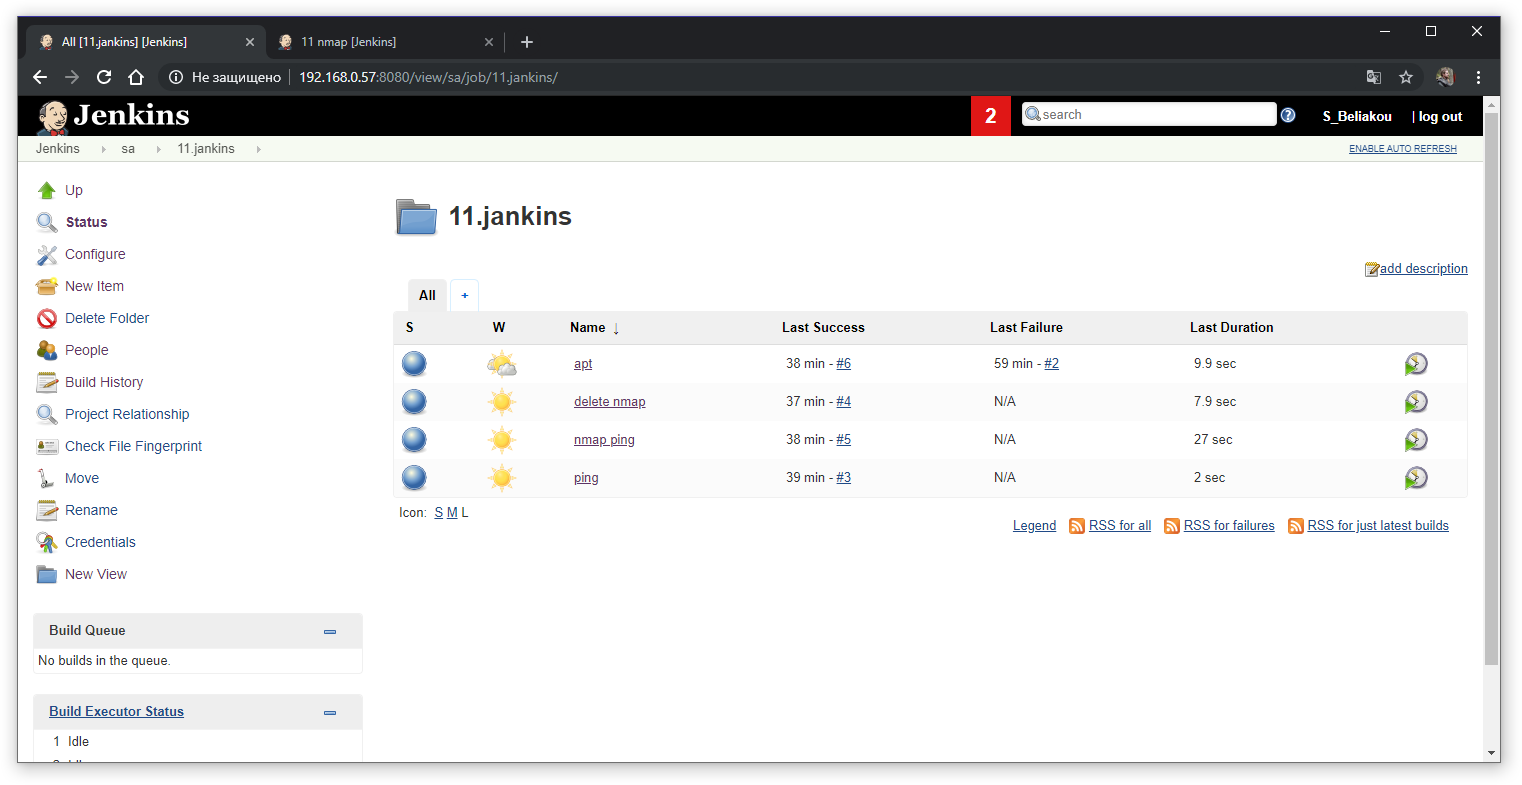 All [11.jankins] [Jenkins]
11 nmap [Jenkins]
Не защищено
192.168.0.57:8080/view/sa/job/11.jankins/
Jenkins
2
search
S_Beliakou
| log out
Jenkins
sa
11.jankins
ENABLE AUTO REFRESH
Up
Status
Configure
New Item
Delete Folder
People
Build History
Project Relationship
Check File Fingerprint
Move
Rename
Credentials
New View
Build Queue
No builds in the queue.
Build Executor Status
1 Idle
11.jankins
add description
All
+
S W Name ↓ Last Success Last Failure Last Duration
apt 38 min - #6 59 min - #2 9.9 sec
delete nmap 37 min - #4 N/A 7.9 sec
nmap ping 38 min - #5 N/A 27 sec
ping 39 min - #3 N/A 2 sec
Icon: S M L
Legend RSS for all RSS for failures RSS for just latest builds